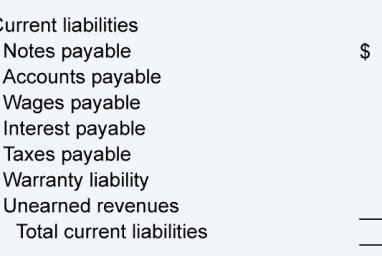 Current liabilities
Notes payable $
Accounts payable
Wages payable
Interest payable
Taxes payable
Warranty liability
Unearned revenues
Total current liabilities